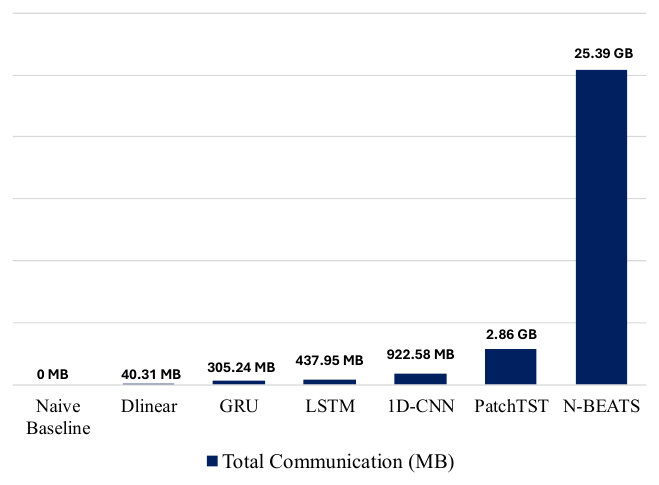 25.39 GB
2.86 GB
922.58 MB
437.95 MB
305.24 MB
40.31 MB
0 MB
Naive Baseline
Dlinear
GRU
LSTM
1D-CNN
PatchTST
N-BEATS
Total Communication (MB)